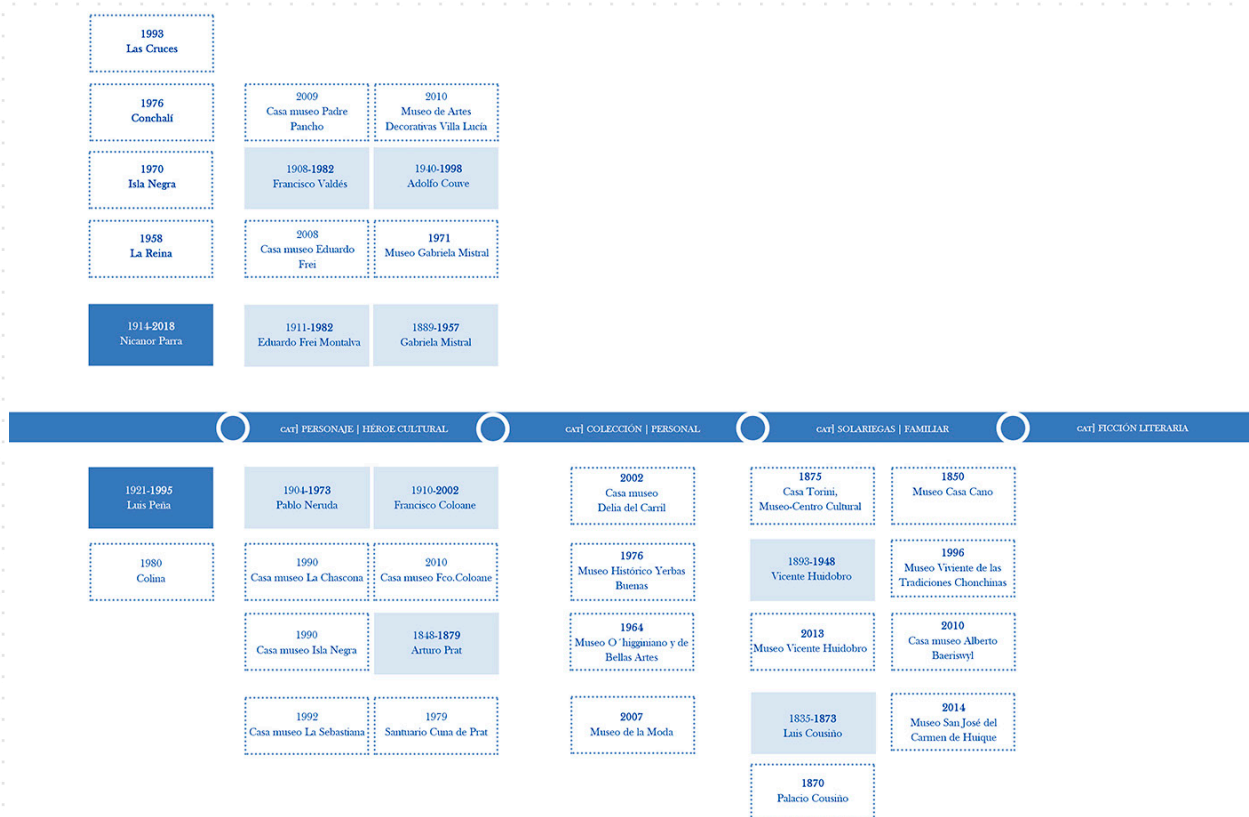 1993
Las Cruces
1976
Conchalí
1970
Isla Negra
1958
La Reina
1914-2018
Nicanor Parra
2009
Casa museo Padre
Pancho
2010
Museo de Artes
Decorativas Villa Lucía
1908-1982
Francisco Valdés
1940-1998
Adolfo Couve
2008
Casa museo Eduardo
Frei
1971
Museo Gabriela Mistral
1911-1982
Eduardo Frei Montalva
1889-1957
Gabriela Mistral
CAT] PERSONAJE | HÉROE CULTURAL
CAT] COLECCIÓN | PERSONAL
CAT] SOLARIEGAS | FAMILIAR
CAT] FICCIÓN LITERARIA
1921-1995
Luis Peña
1980
Colina
1904-1973
Pablo Neruda
1910-2002
Francisco Coloane
1990
Casa museo La Chascona
2010
Casa museo Fco.Coloane
1990
Casa museo Isla Negra
1848-1879
Arturo Prat
1992
Casa museo La Sebastiana
1979
Santuario Cuna de Prat
2002
Casa museo
Delia del Carril
1976
Museo Histórico Yerbas
Buenas
1964
Museo O´higginiano y de
Bellas Artes
2007
Museo de la Moda
1875
Casa Torini,
Museo-Centro Cultural
1850
Museo Casa Cano
1893-1948
Vicente Huidobro
1996
Museo Viviente de las
Tradiciones Chonchinas
2013
Museo Vicente Huidobro
2010
Casa museo Alberto
Baeriswyl
1835-1873
Luis Cousiño
2014
Museo San José del
Carmen de Huique
1870
Palacio Cousiño